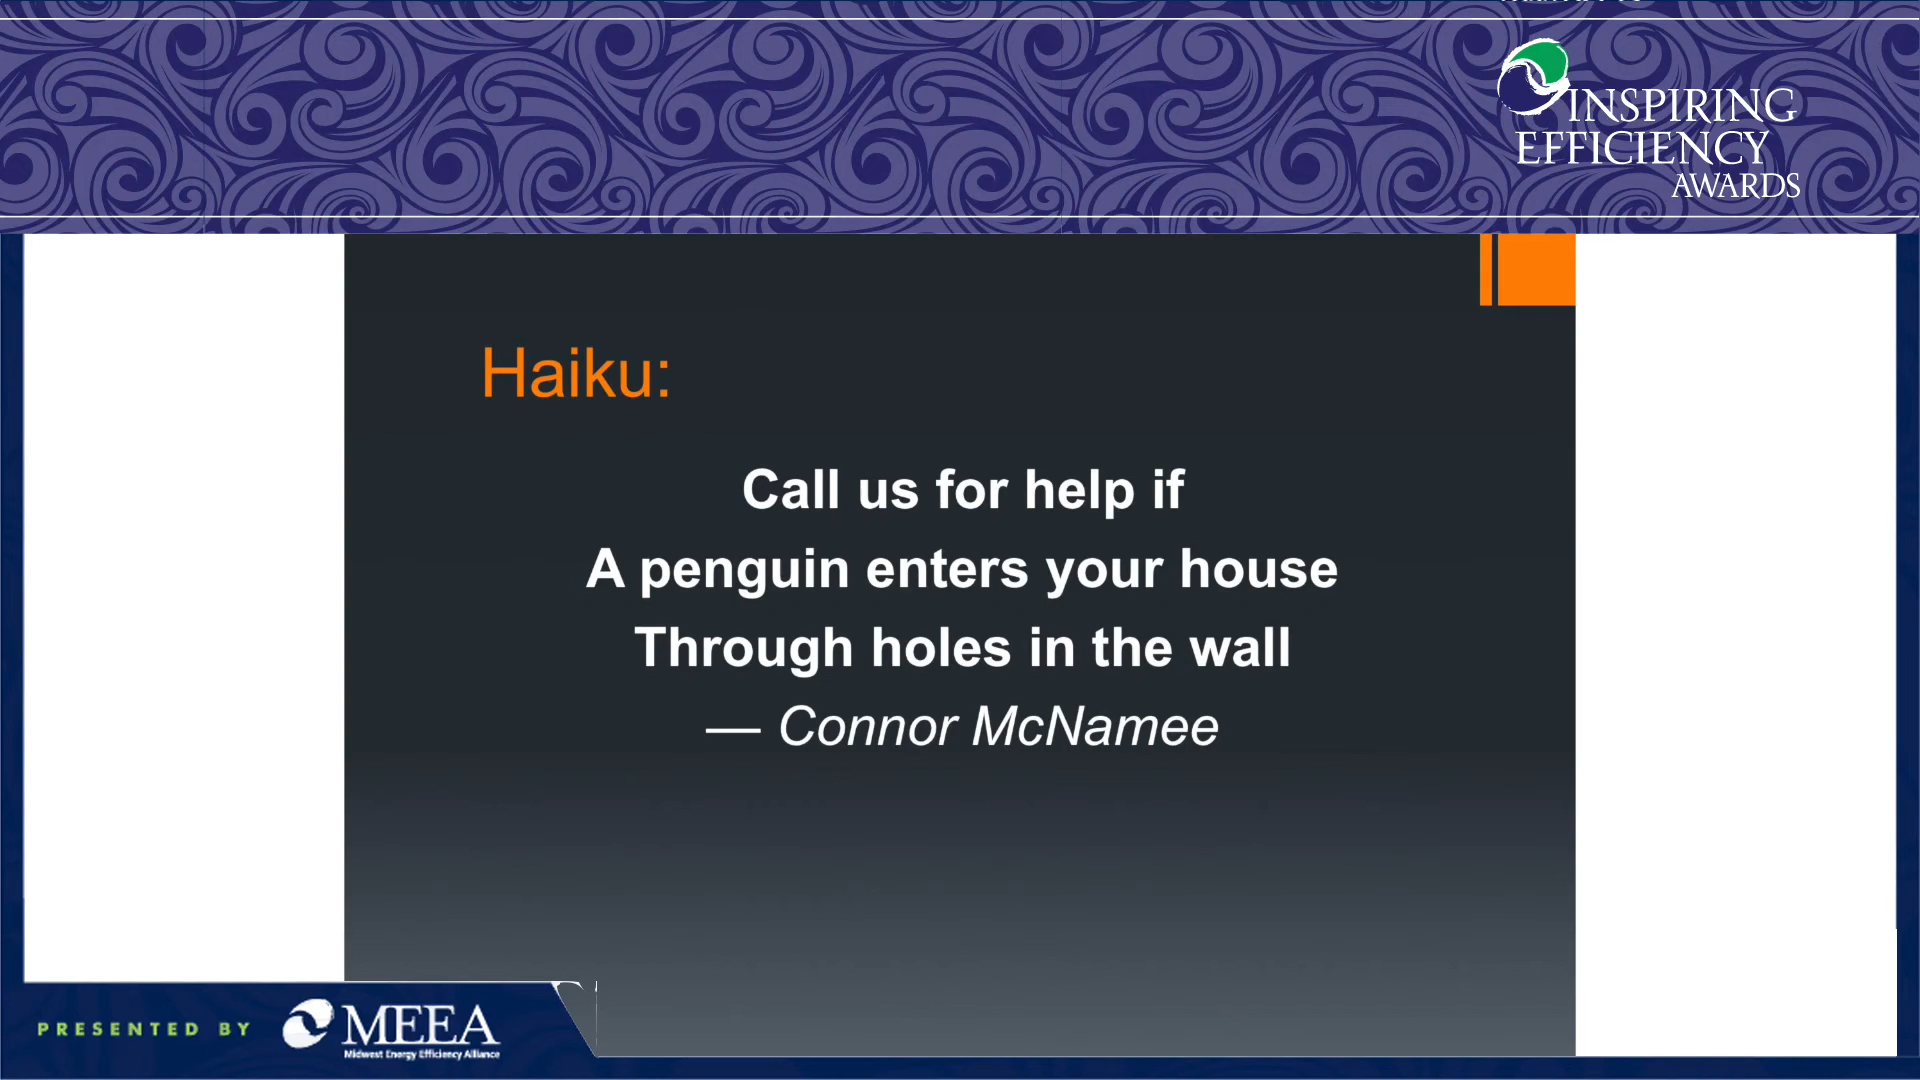 INSPIRING
EFFICIENCY
AWARDS
Haiku:
Call us for help if
A penguin enters your house
Through holes in the wall
— Connor McNamee
PRESENTED BY
MEEA
Midwest Energy Efficiency Alliance